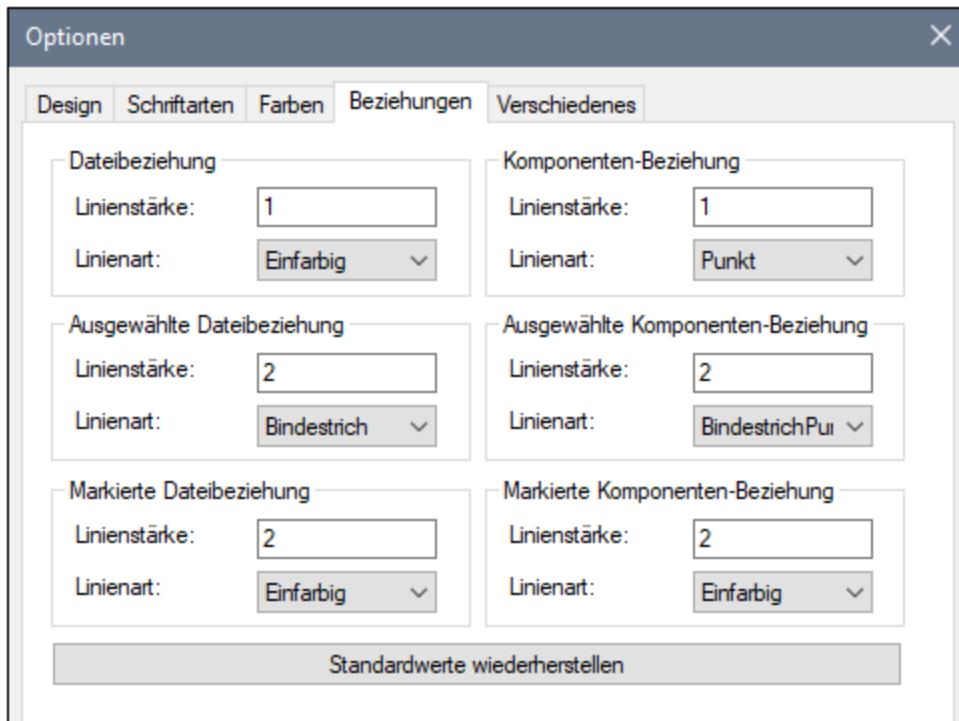 Optionen
Design Schriftarten Farben Beziehungen Verschiedenes
Dateibeziehung
Linienstärke: 1
Linienart: Einfarbig
Komponenten-Beziehung
Linienstärke: 1
Linienart: Punkt
Ausgewählte Dateibeziehung
Linienstärke: 2
Linienart: Bindestrich
Ausgewählte Komponenten-Beziehung
Linienstärke: 2
Linienart: BindestrichPu
Markierte Dateibeziehung
Linienstärke: 2
Linienart: Einfarbig
Markierte Komponenten-Beziehung
Linienstärke: 2
Linienart: Einfarbig
Standardwerte wiederherstellen